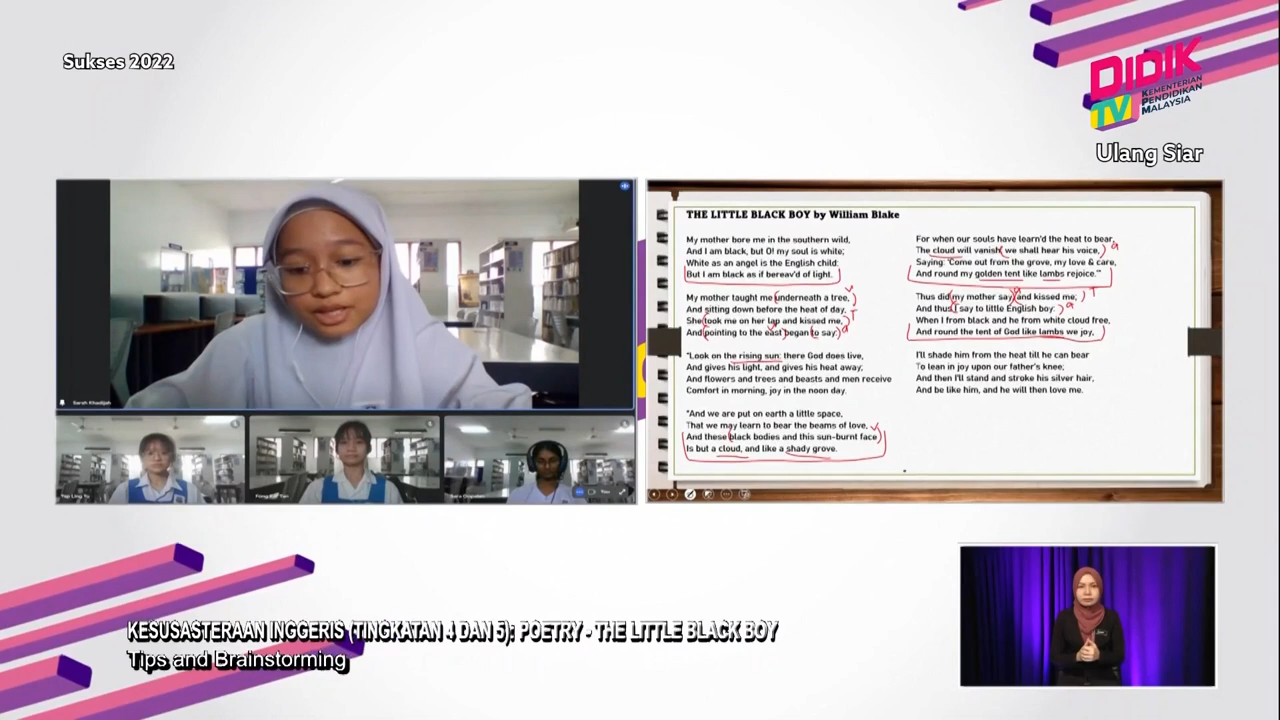 Sukses 2022
DIDIK
TV
KEMENTERIAN
PENDIDIKAN
MALAYSIA
Ulang Siar
Sarah Khadijah
THE LITTLE BLACK BOY by William Blake
My mother bore me in the southern wild,
And I am black, but O! my soul is white;
White as an angel is the English child:
But I am black as if bereav'd of light.
My mother taught me underneath a tree,
And sitting down before the heat of day,
She took me on her lap and kissed me,
And pointing to the east began to say:
"Look on the rising sun: there God does live,
And gives his light, and gives his heat away;
And flowers and trees and beasts and men receive
Comfort in morning, joy in the noon day.
"And we are put on earth a little space,
That we may learn to bear the beams of love,
And these black bodies and this sun-burnt face
Is but a cloud, and like a shady grove.
For when our souls have learn'd the heat to bear,
The cloud will vanish we shall hear his voice,
Saying: 'Come out from the grove, my love & care,
And round my golden tent like lambs rejoice.'"
Thus did my mother say and kissed me;
And thus I say to little English boy:
When I from black and he from white cloud free,
And round the tent of God like lambs we joy,
I'll shade him from the heat till he can bear
To lean in joy upon our father's knee;
And then I'll stand and stroke his silver hair,
And be like him, and he will then love me.
KESUSASTERAAN INGGERIS (TINGKATAN 4 DAN 5): POETRY - THE LITTLE BLACK BOY
Tips and Brainstorming